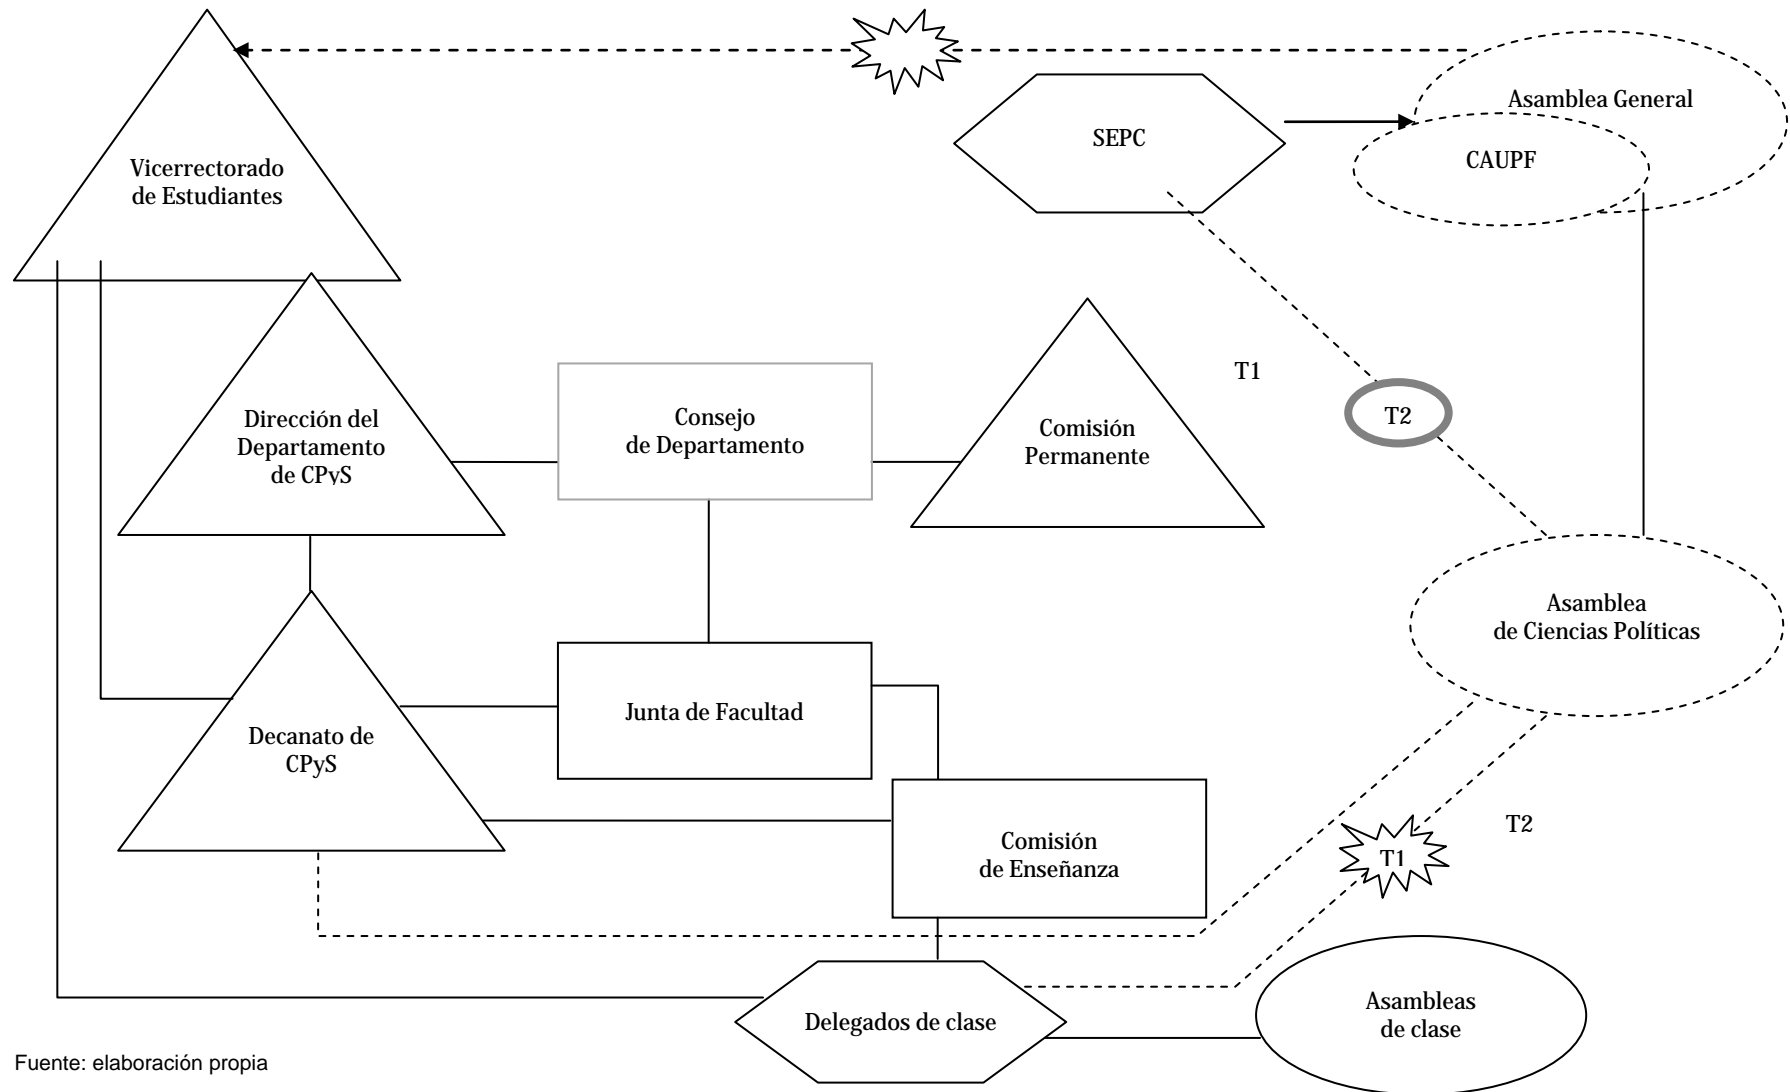 Asamblea General
SEPC
CAUPF
Vicerrectorado
de Estudiantes
T1
T2
Dirección del
Departamento
de CPyS
Consejo
de Departamento
Comisión
Permanente
Asamblea
de Ciencias Políticas
Junta de Facultad
Decanato de
CPyS
T2
T1
Comisión
de Enseñanza
Asambleas
de clase
Delegados de clase
Fuente: elaboración propia